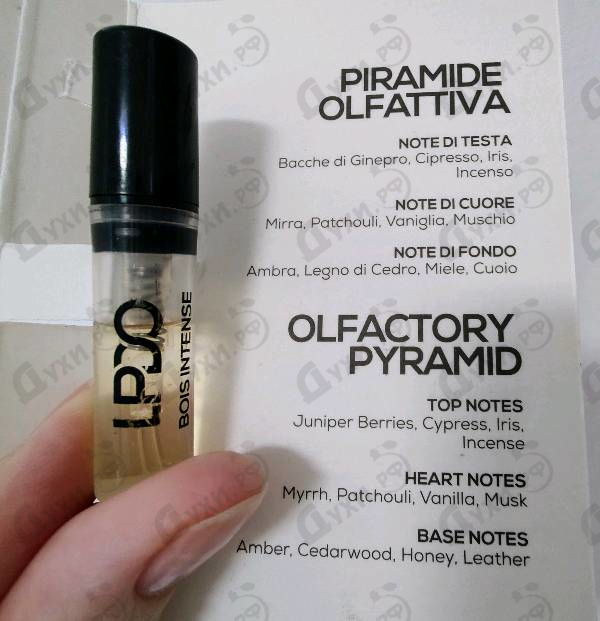 LPDO
BOIS INTENSE
PIRAMIDE
OLFATTIVA
NOTE DI TESTA
Bacche di Ginepro, Cipresso, Iris,
Incenso
NOTE DI CUORE
Mirra, Patchouli, Vaniglia, Muschio
NOTE DI FONDO
Ambra, Legno di Cedro, Miele, Cuoio
OLFACTORY
PYRAMID
TOP NOTES
Juniper Berries, Cypress, Iris,
Incense
HEART NOTES
Myrrh, Patchouli, Vanilla, Musk
BASE NOTES
Amber, Cedarwood, Honey, Leather
Духи.рф